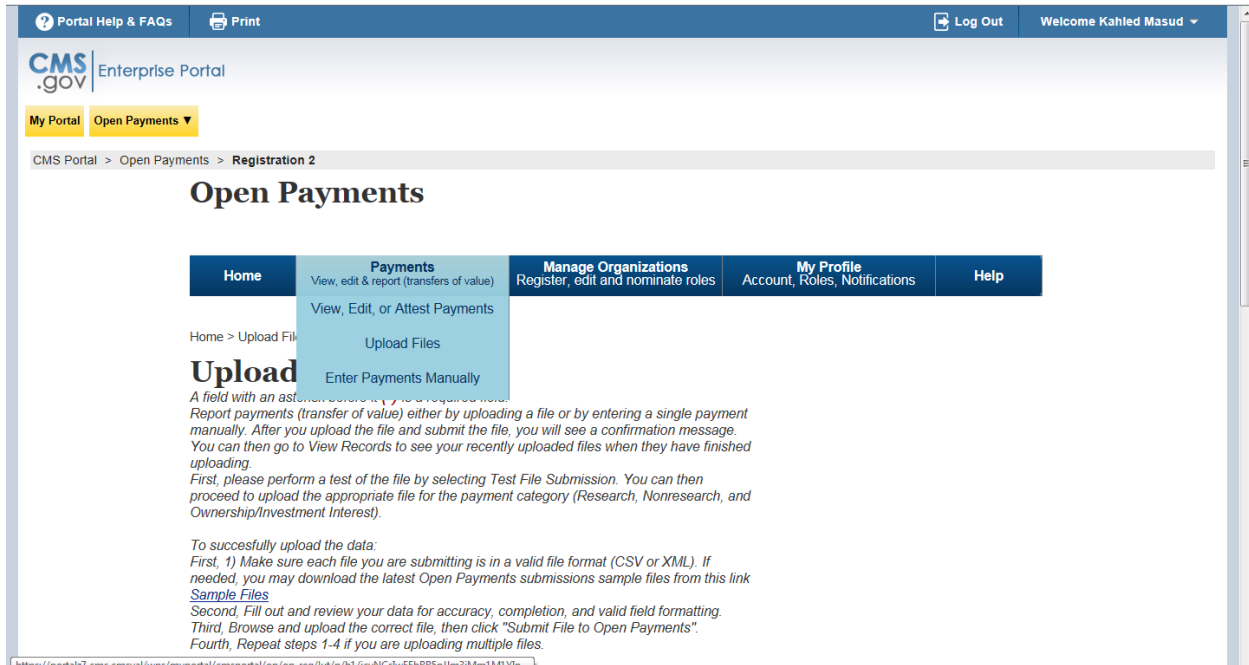 Portal Help & FAQs Print Log Out Welcome Kahled Masud
CMS
.gov Enterprise Portal
My Portal Open Payments ▼
CMS Portal > Open Payments > Registration 2
Open Payments
Home Payments Manage Organizations My Profile Help
View, edit & report (transfers of value) Register, edit and nominate roles Account, Roles, Notifications
View, Edit, or Attest Payments
Home > Upload Fil
Upload Files
Upload
Enter Payments Manually
A field with an
Report payments (transfer of value) either by uploading a file or by entering a single payment
manually. After you upload the file and submit the file, you will see a confirmation message.
You can then go to View Records to see your recently uploaded files when they have finished
uploading.
First, please perform a test of the file by selecting Test File Submission. You can then
proceed to upload the appropriate file for the payment category (Research, Nonresearch, and
Ownership/Investment Interest).
To succesfully upload the data:
First, 1) Make sure each file you are submitting is in a valid file format (CSV or XML). If
needed, you may download the latest Open Payments submissions sample files from this link
Sample Files
Second, Fill out and review your data for accuracy, completion, and valid field formatting.
Third, Browse and upload the correct file, then click "Submit File to Open Payments".
Fourth, Repeat steps 1-4 if you are uploading multiple files.